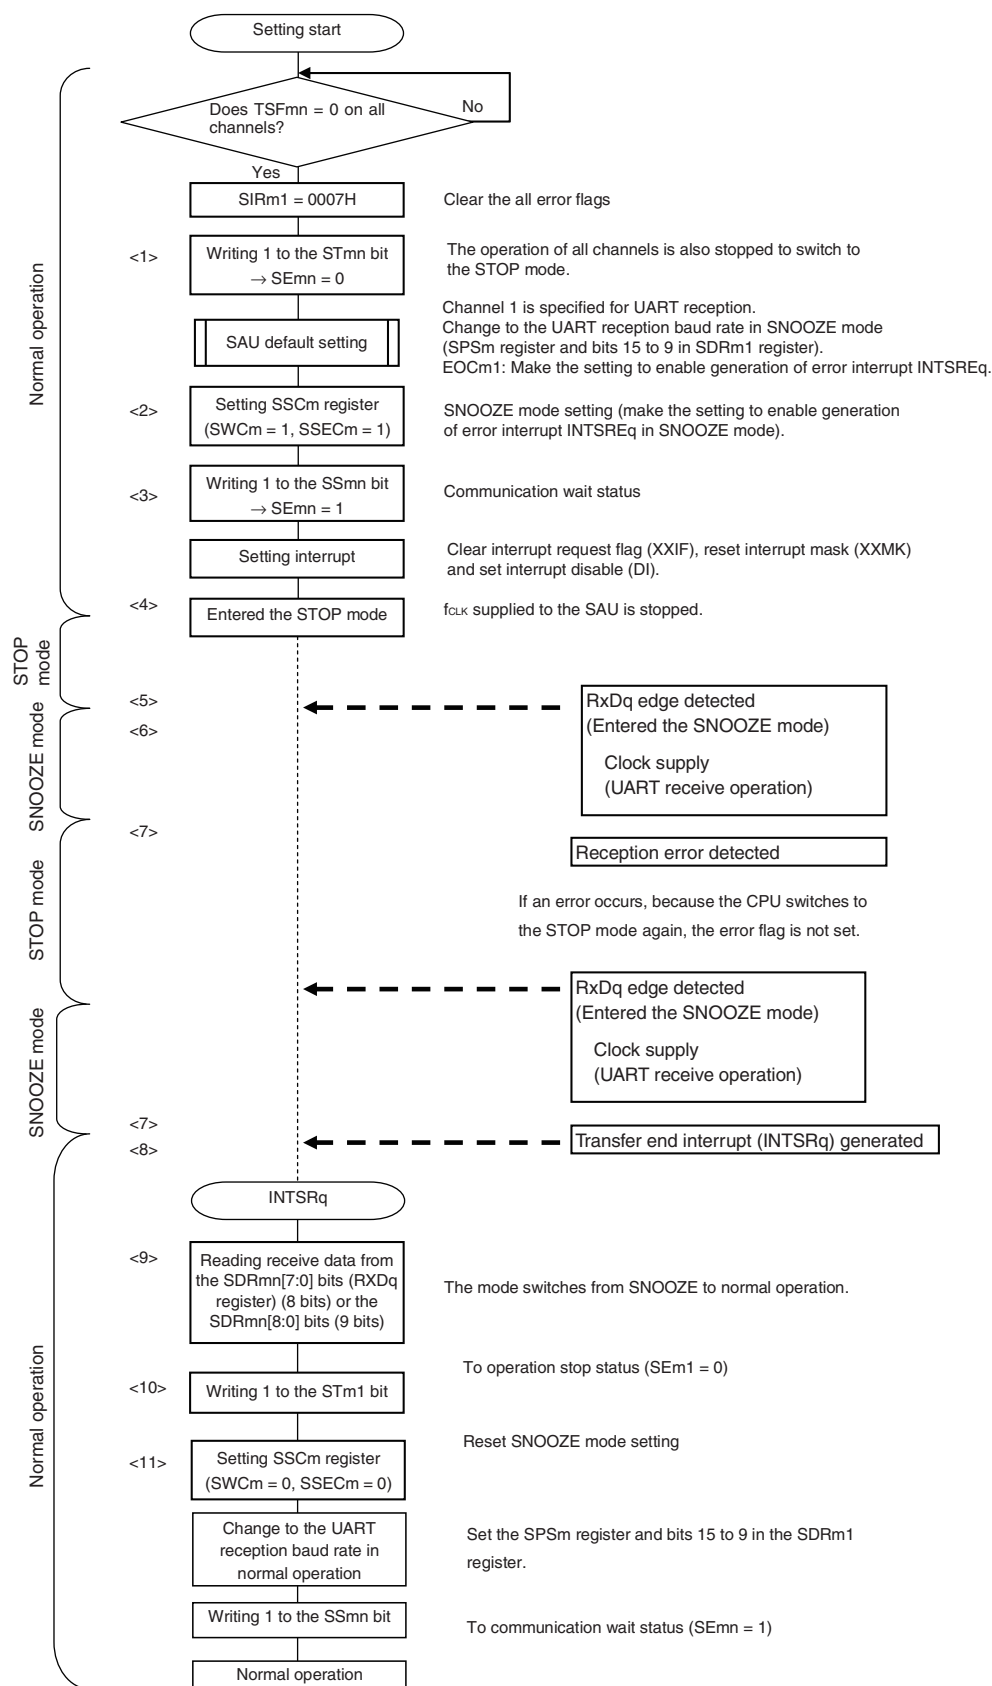 Setting start
Does TSFmn = 0 on all
channels?
No
Yes
SIRm1 = 0007H
Clear the all error flags
<1>
Writing 1 to the STmn bit
→ SEmn = 0
The operation of all channels is also stopped to switch to
the STOP mode.
Normal operation
SAU default setting
Channel 1 is specified for UART reception.
Change to the UART reception baud rate in SNOOZE mode
(SPSm register and bits 15 to 9 in SDRm1 register).
EOCm1: Make the setting to enable generation of error interrupt INTSREq.
<2>
Setting SSCm register
(SWCm = 1, SSECm = 1)
SNOOZE mode setting (make the setting to enable generation
of error interrupt INTSREq in SNOOZE mode).
<3>
Writing 1 to the SSmn bit
→ SEmn = 1
Communication wait status
Setting interrupt
Clear interrupt request flag (XXIF), reset interrupt mask (XXMK)
and set interrupt disable (DI).
<4>
Entered the STOP mode
fCLK supplied to the SAU is stopped.
STOP
mode
<5>
RxDq edge detected
(Entered the SNOOZE mode)
<6>
Clock supply
(UART receive operation)
SNOOZE mode
<7>
Reception error detected
STOP mode
If an error occurs, because the CPU switches to
the STOP mode again, the error flag is not set.
RxDq edge detected
(Entered the SNOOZE mode)
Clock supply
(UART receive operation)
SNOOZE mode
<7>
<8>
Transfer end interrupt (INTSRq) generated
INTSRq
<9>
Reading receive data from
the SDRmn[7:0] bits (RXDq
register) (8 bits) or the
SDRmn[8:0] bits (9 bits)
The mode switches from SNOOZE to normal operation.
Normal operation
<10>
Writing 1 to the STm1 bit
To operation stop status (SEm1 = 0)
<11>
Setting SSCm register
(SWCm = 0, SSECm = 0)
Reset SNOOZE mode setting
Change to the UART
reception baud rate in
normal operation
Set the SPSm register and bits 15 to 9 in the SDRm1
register.
Writing 1 to the SSmn bit
To communication wait status (SEmn = 1)
Normal operation